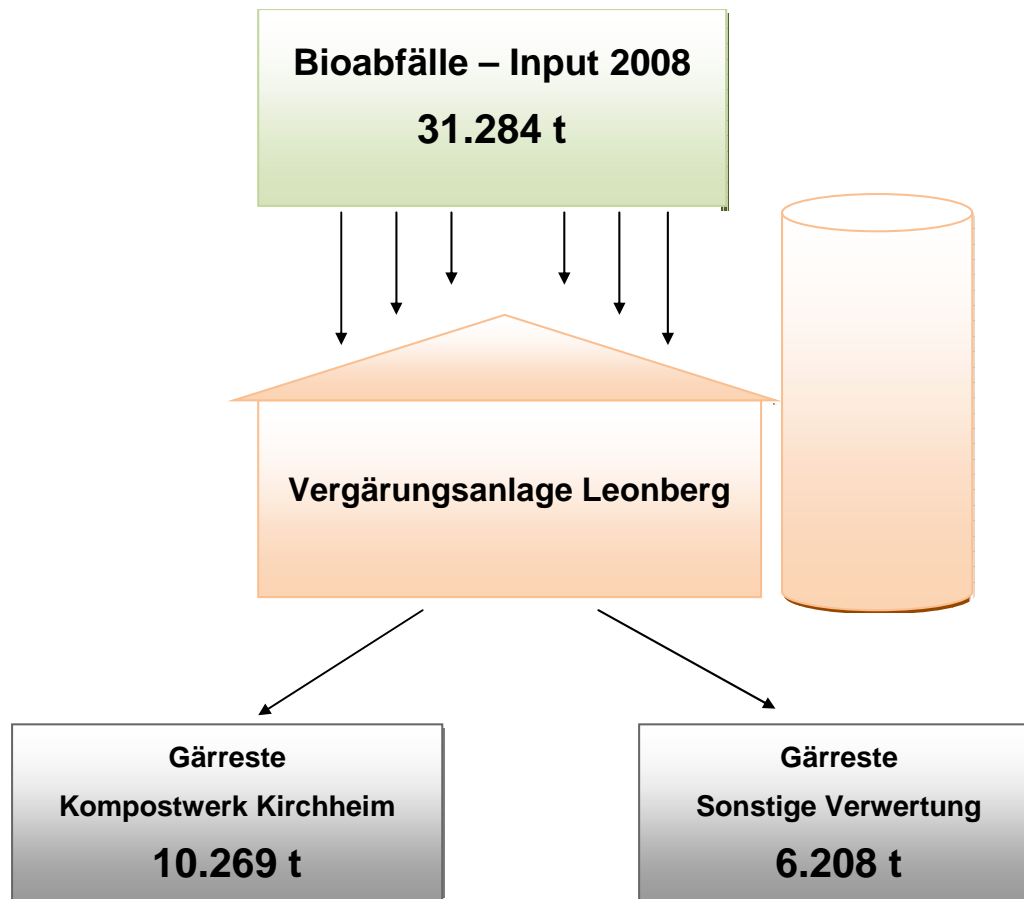 Bioabfälle – Input 2008
31.284 t
Vergärungsanlage Leonberg
Gärreste
Kompostwerk Kirchheim
10.269 t
Gärreste
Sonstige Verwertung
6.208 t